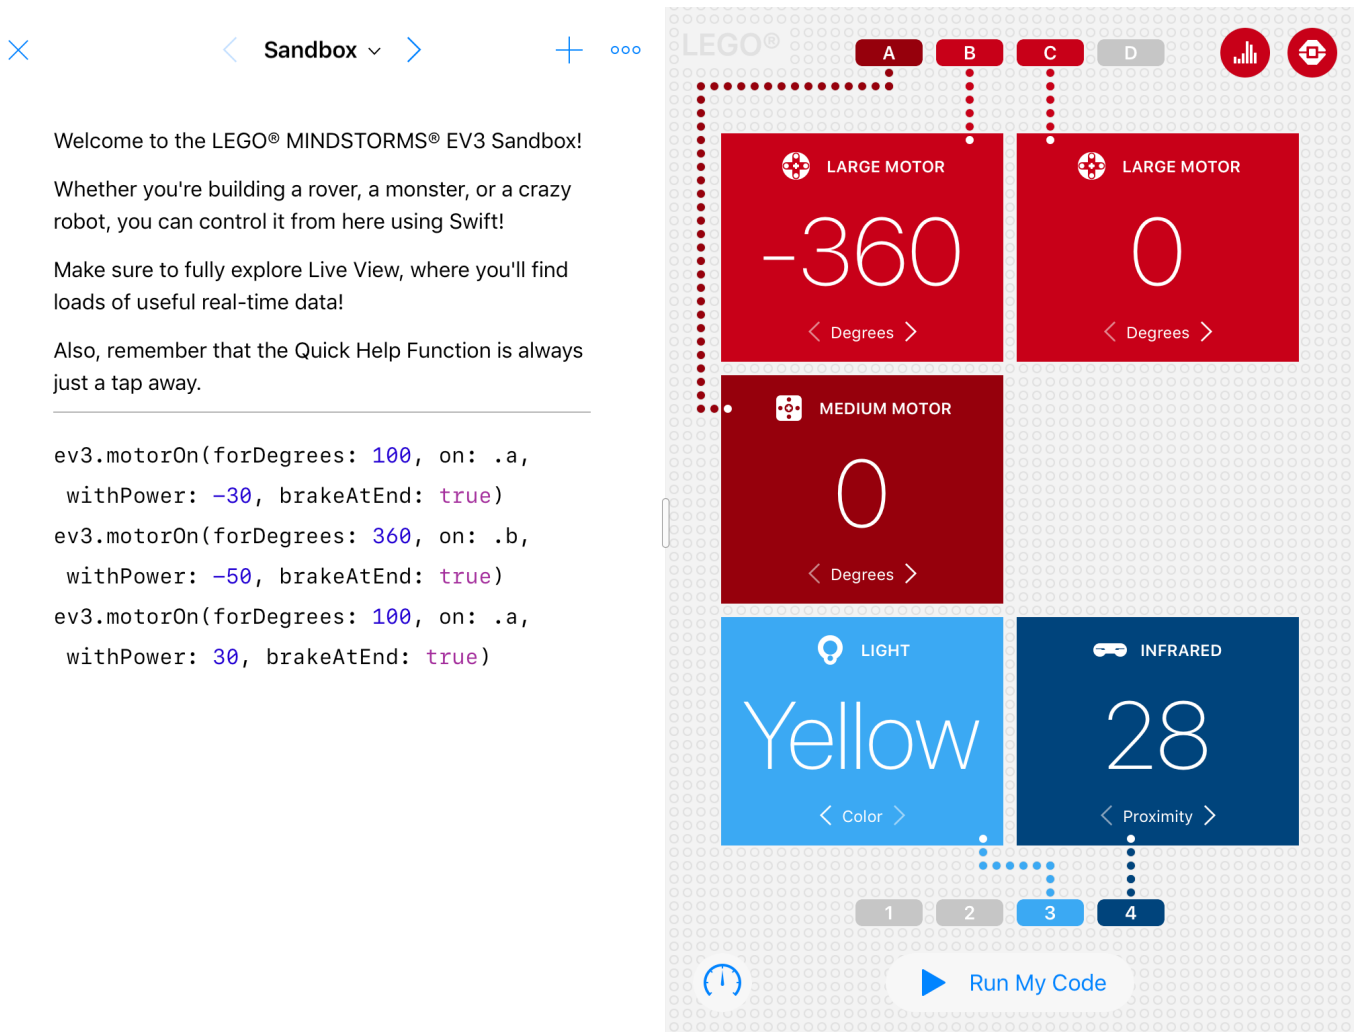 Sandbox
Welcome to the LEGO® MINDSTORMS® EV3 Sandbox!
Whether you're building a rover, a monster, or a crazy
robot, you can control it from here using Swift!
Make sure to fully explore Live View, where you'll find
loads of useful real-time data!
Also, remember that the Quick Help Function is always
just a tap away.
ev3.motorOn(forDegrees: 100, on: .a,
withPower: -30, brakeAtEnd: true)
ev3.motorOn(forDegrees: 360, on: .b,
withPower: -50, brakeAtEnd: true)
ev3.motorOn(forDegrees: 100, on: .a,
withPower: 30, brakeAtEnd: true)
LEGO®
A B C D
LARGE MOTOR
-360
Degrees
LARGE MOTOR
0
Degrees
MEDIUM MOTOR
0
Degrees
LIGHT
Yellow
Color
INFRARED
28
Proximity
1 2 3 4
Run My Code